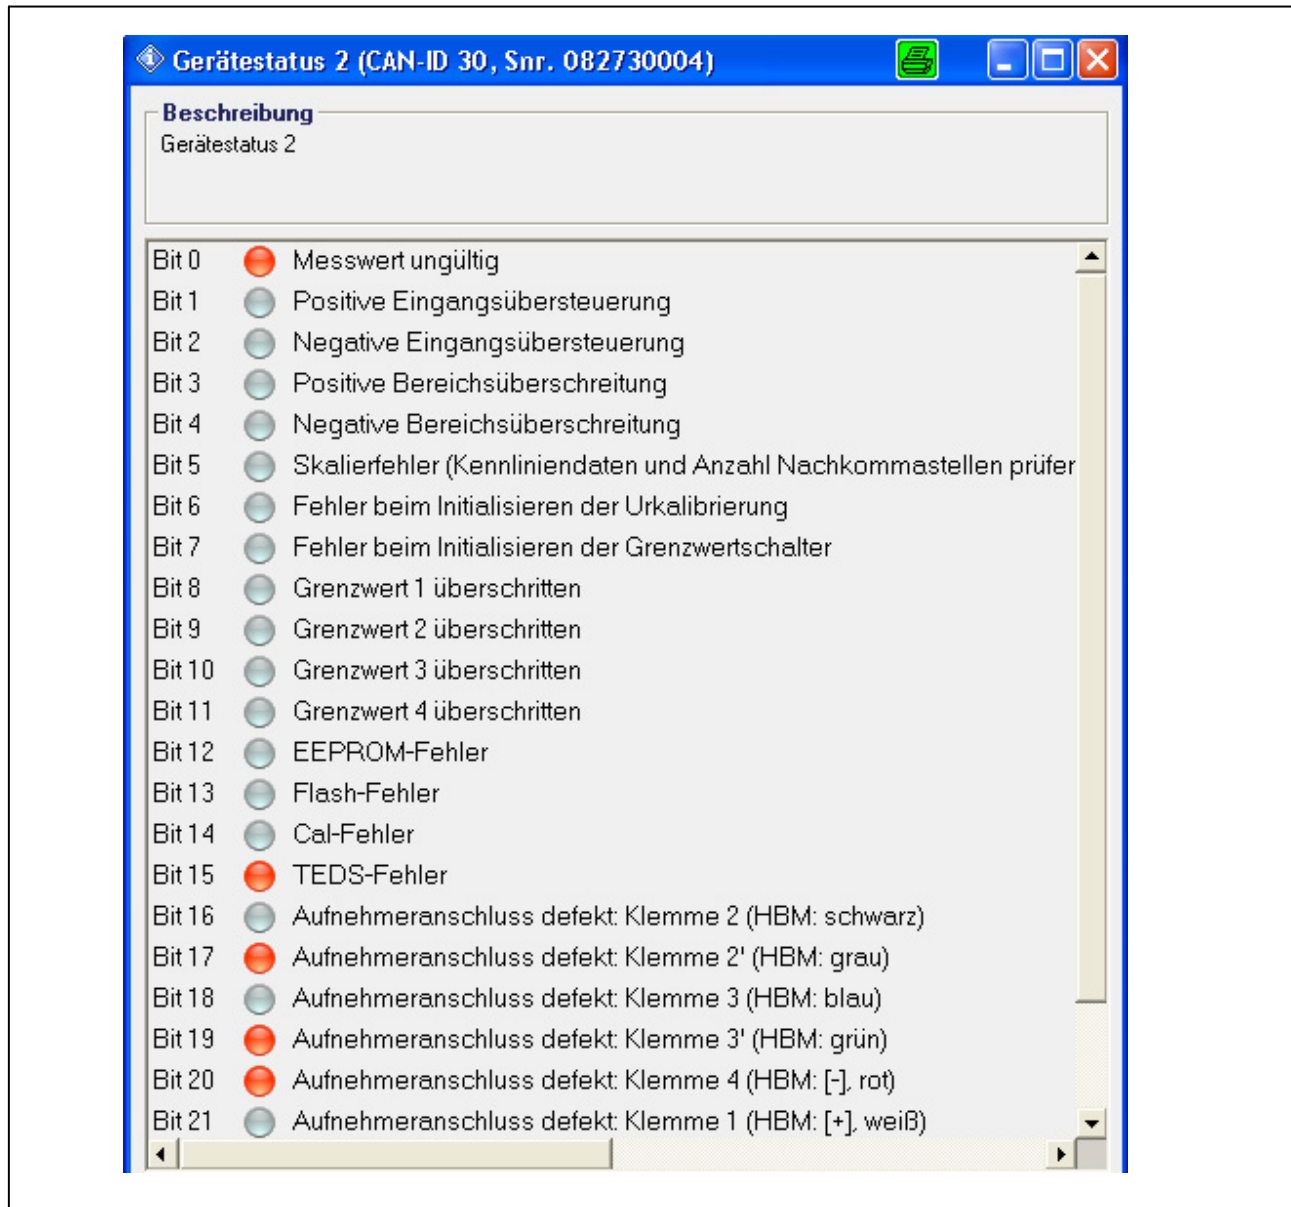 Gerätestatus 2 (CAN-ID 30, Snr. 082730004)
Beschreibung
Gerätestatus 2
Bit 0 Messwert ungültig
Bit 1 Positive Eingangsübersteuerung
Bit 2 Negative Eingangsübersteuerung
Bit 3 Positive Bereichsüberschreitung
Bit 4 Negative Bereichsüberschreitung
Bit 5 Skalierfehler (Kennliniendaten und Anzahl Nachkommastellen prüfer
Bit 6 Fehler beim Initialisieren der Urkalibrierung
Bit 7 Fehler beim Initialisieren der Grenzwertschalter
Bit 8 Grenzwert 1 überschritten
Bit 9 Grenzwert 2 überschritten
Bit 10 Grenzwert 3 überschritten
Bit 11 Grenzwert 4 überschritten
Bit 12 EEPROM-Fehler
Bit 13 Flash-Fehler
Bit 14 Cal-Fehler
Bit 15 TEDS-Fehler
Bit 16 Aufnehmeranschluss defekt: Klemme 2 (HBM: schwarz)
Bit 17 Aufnehmeranschluss defekt: Klemme 2' (HBM: grau)
Bit 18 Aufnehmeranschluss defekt: Klemme 3 (HBM: blau)
Bit 19 Aufnehmeranschluss defekt: Klemme 3' (HBM: grün)
Bit 20 Aufnehmeranschluss defekt: Klemme 4 (HBM: [-], rot)
Bit 21 Aufnehmeranschluss defekt: Klemme 1 (HBM: [+], weiß)